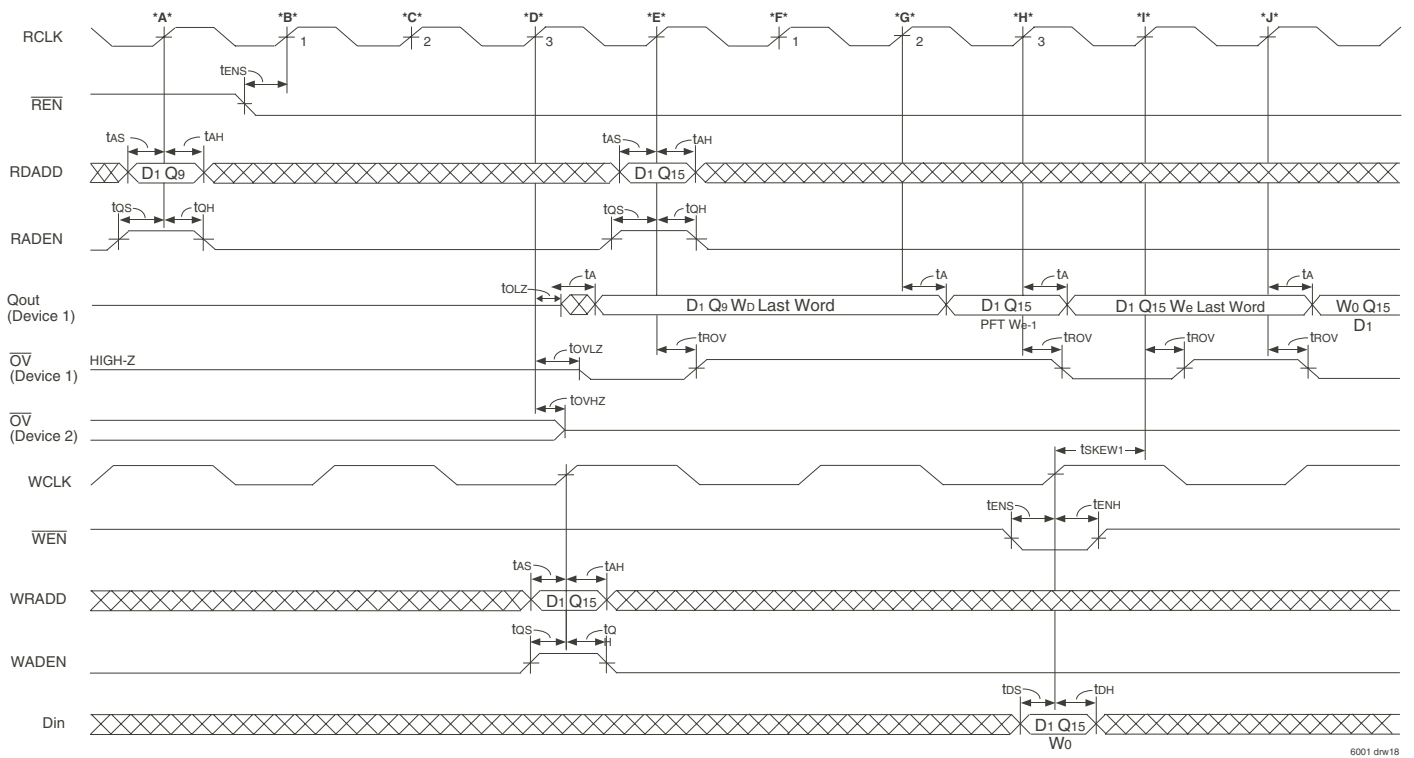 *A* *B* *C* *D* *E* *F* *G* *H* *I* *J*
RCLK 1 2 3 1 2 3
tENS
REN
tAS tAH tAS tAH
RDADD D1 Q9 D1 Q15
tQS tQH tQS tQH
RADEN
tOLZ tA tA tA tA
Qout
(Device 1)
D1 Q9 WD Last Word D1 Q15 D1 Q15 We Last Word W0 Q15
PFT We-1 D1
OV
(Device 1)
HIGH-Z tOVLZ tROV tROV tROV tROV
tOVHZ
OV
(Device 2)
tSKEW1
WCLK
tENS tENH
WEN
tAS tAH
WRADD D1 Q15
tQS tQ
H
WADEN
tDS tDH
Din D1 Q15
W0
6001 drw18